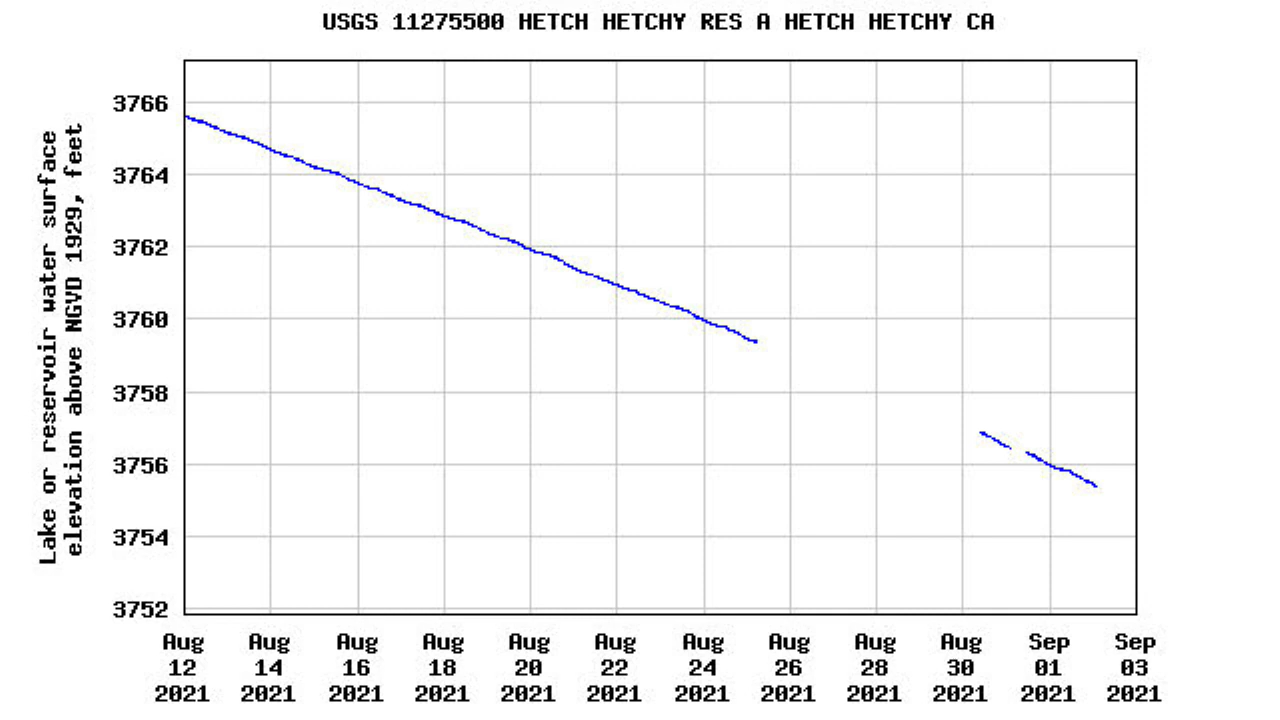 USGS 11275500 HETCH HETCHY RES A HETCH HETCHY CA
Lake or reservoir water surface
elevation above NGVD 1929, feet
3766
3764
3762
3760
3758
3756
3754
3752
Aug Aug Aug Aug Aug Aug Aug Aug Aug Aug Sep Sep
12 14 16 18 20 22 24 26 28 30 01 03
2021 2021 2021 2021 2021 2021 2021 2021 2021 2021 2021 2021